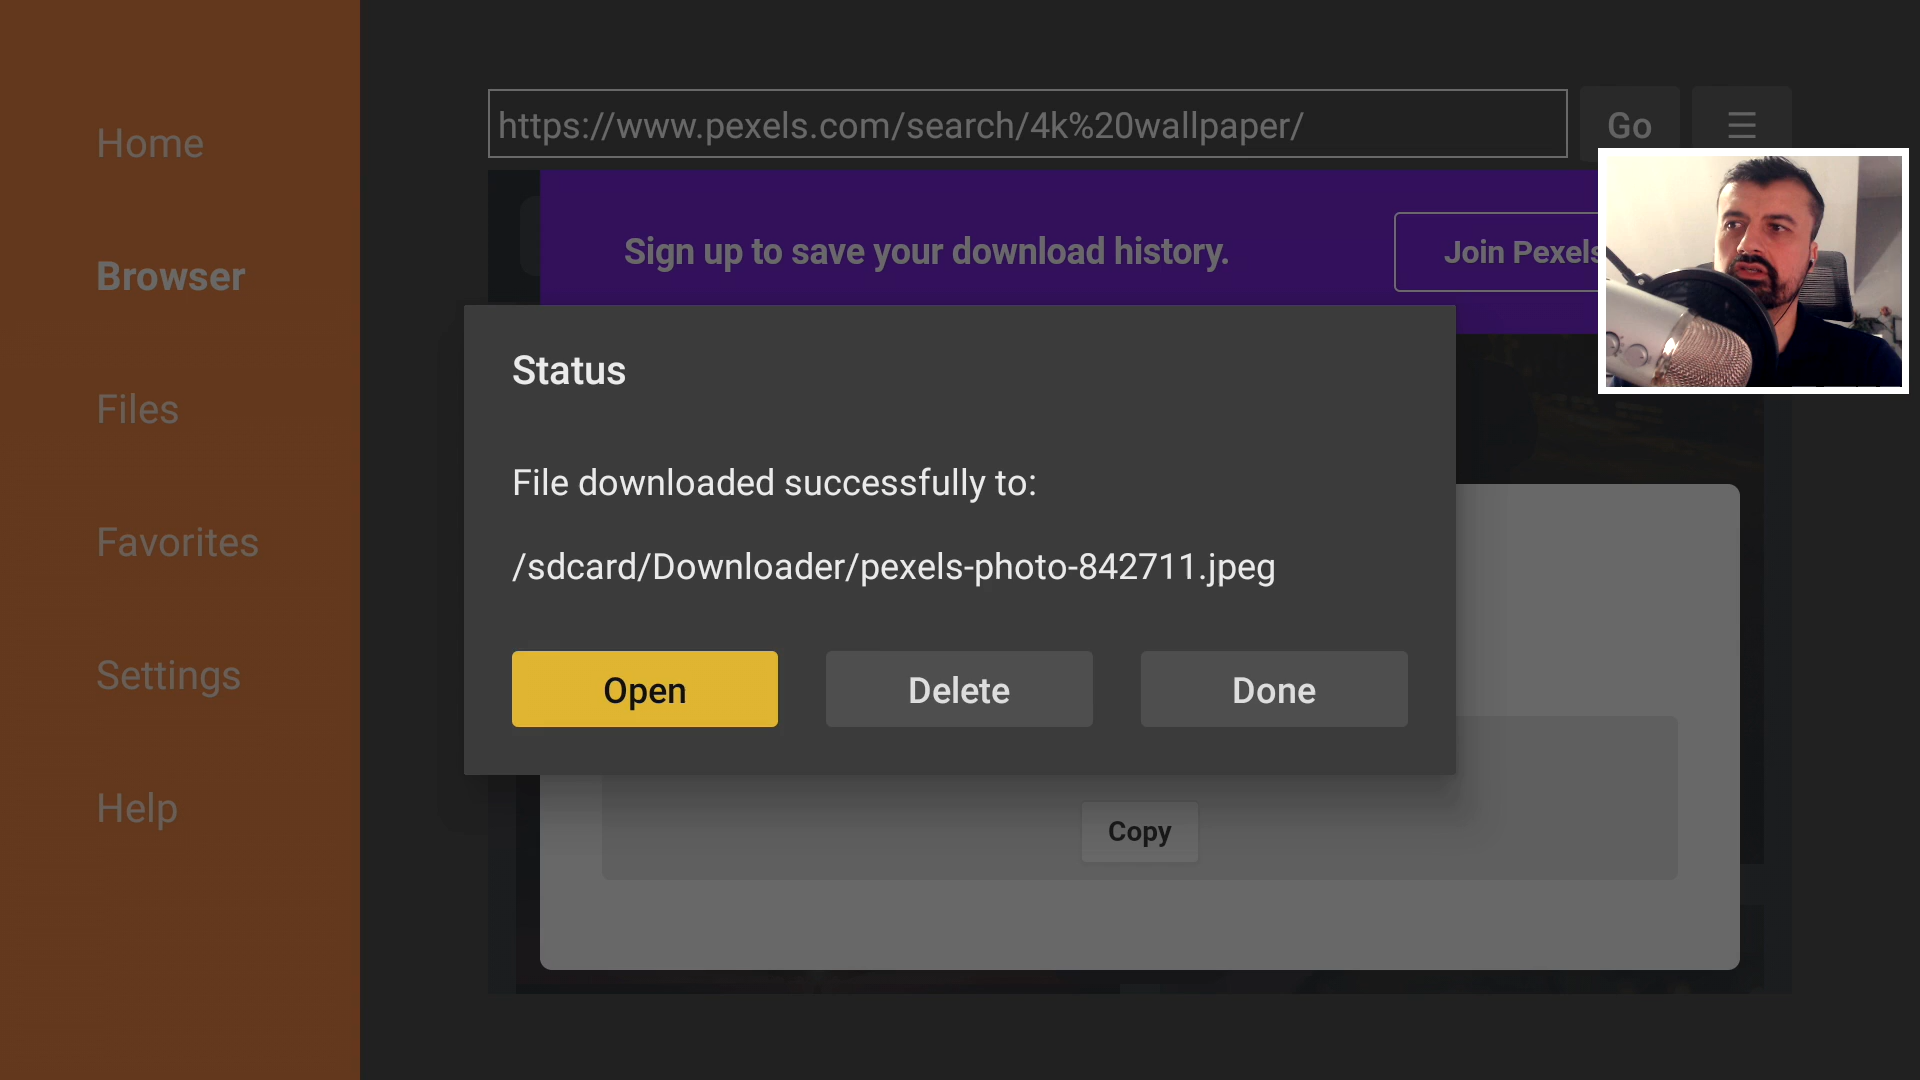 Home
Browser
Files
Favorites
Settings
Help
https://www.pexels.com/search/4k%20wallpaper/
Go
Sign up to save your download history.
Join Pexels
Status
File downloaded successfully to:
/sdcard/Downloader/pexels-photo-842711.jpeg
Open
Delete
Done
Copy